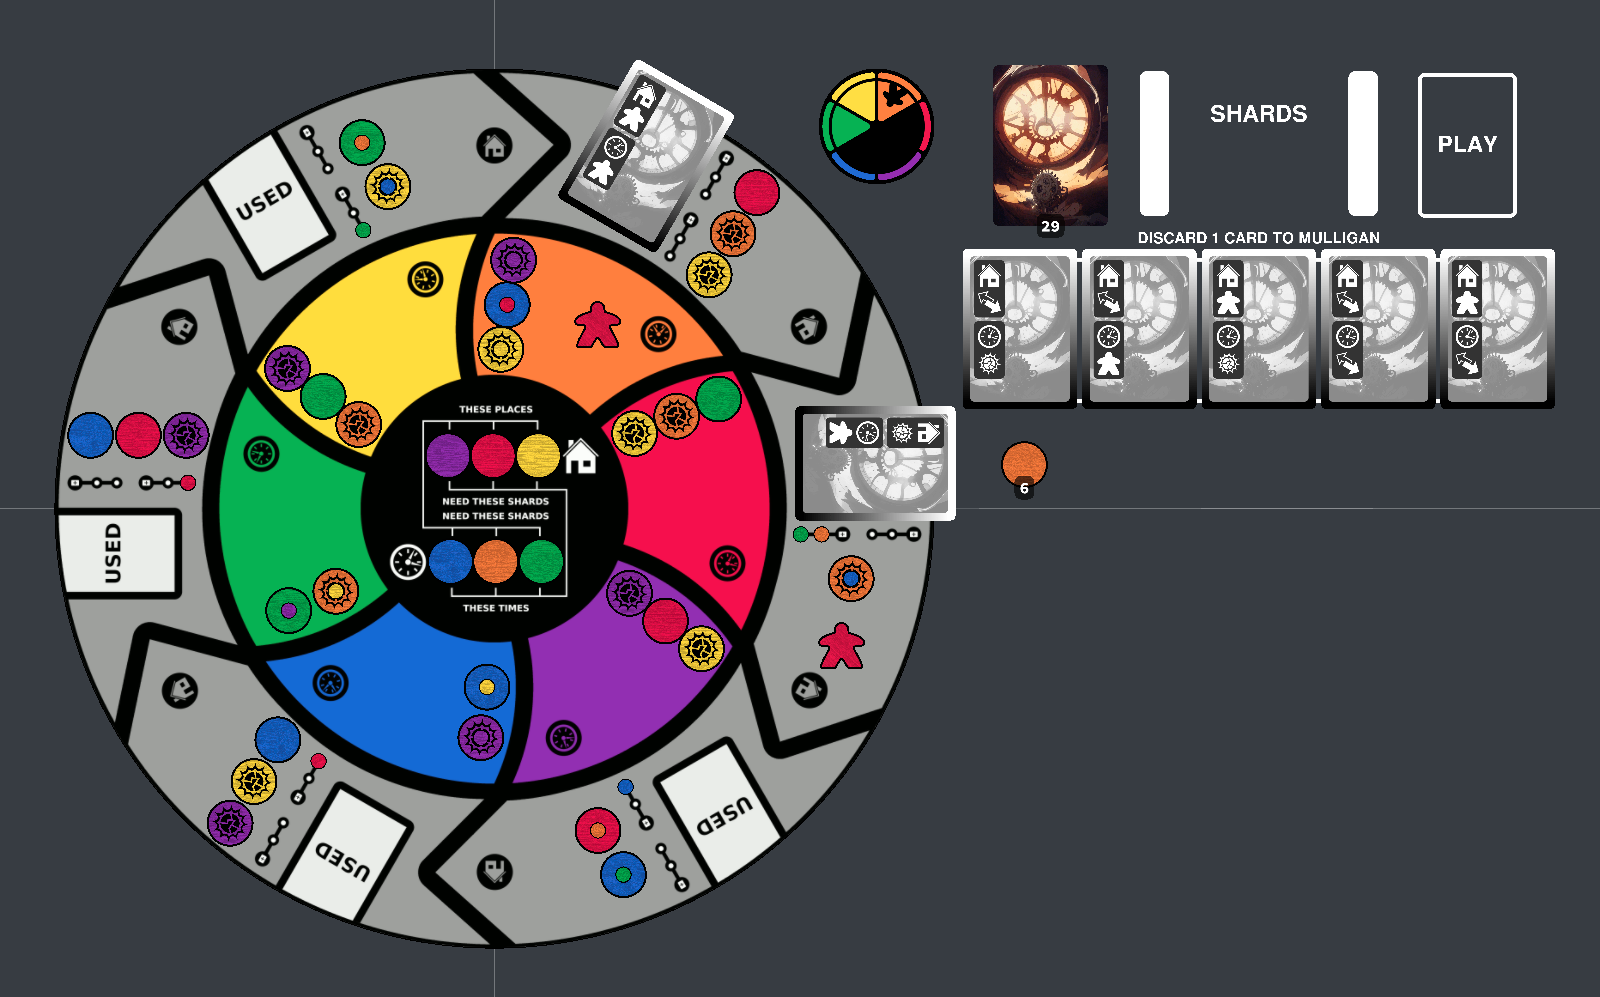 USED
USED
USED
USED
THESE PLACES
NEED THESE SHARDS
NEED THESE SHARDS
THESE TIMES
29
SHARDS
PLAY
DISCARD 1 CARD TO MULLIGAN
6